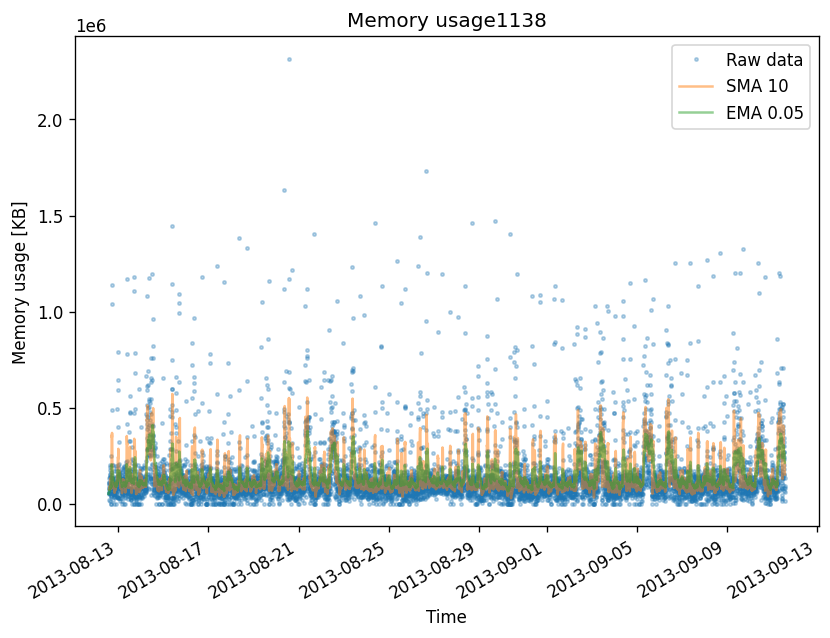 Memory usage1138
1e6
Raw data
SMA 10
EMA 0.05
2.0
1.5
1.0
0.5
0.0
Memory usage [KB]
2013-08-13
2013-08-17
2013-08-21
2013-08-25
2013-08-29
2013-09-01
2013-09-05
2013-09-09
2013-09-13
Time